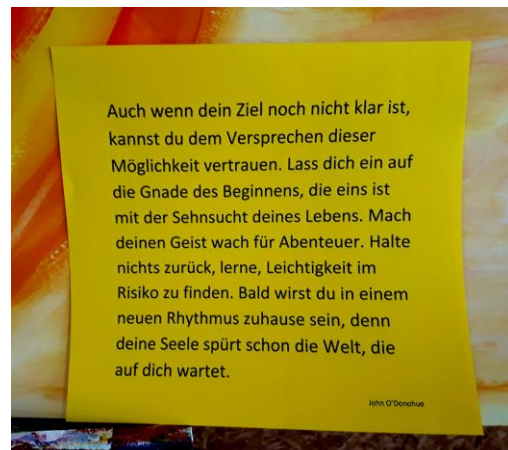 Auch wenn dein Ziel noch nicht klar ist,
kannst du dem Versprechen dieser
Möglichkeit vertrauen. Lass dich ein auf
die Gnade des Beginnens, die eins ist
mit der Sehnsucht deines Lebens. Mach
deinen Geist wach für Abenteuer. Halte
nichts zurück, lerne, Leichtigkeit im
Risiko zu finden. Bald wirst du in einem
neuen Rhythmus zuhause sein, denn
deine Seele spürt schon die Welt, die
auf dich wartet.
John O'Donohue